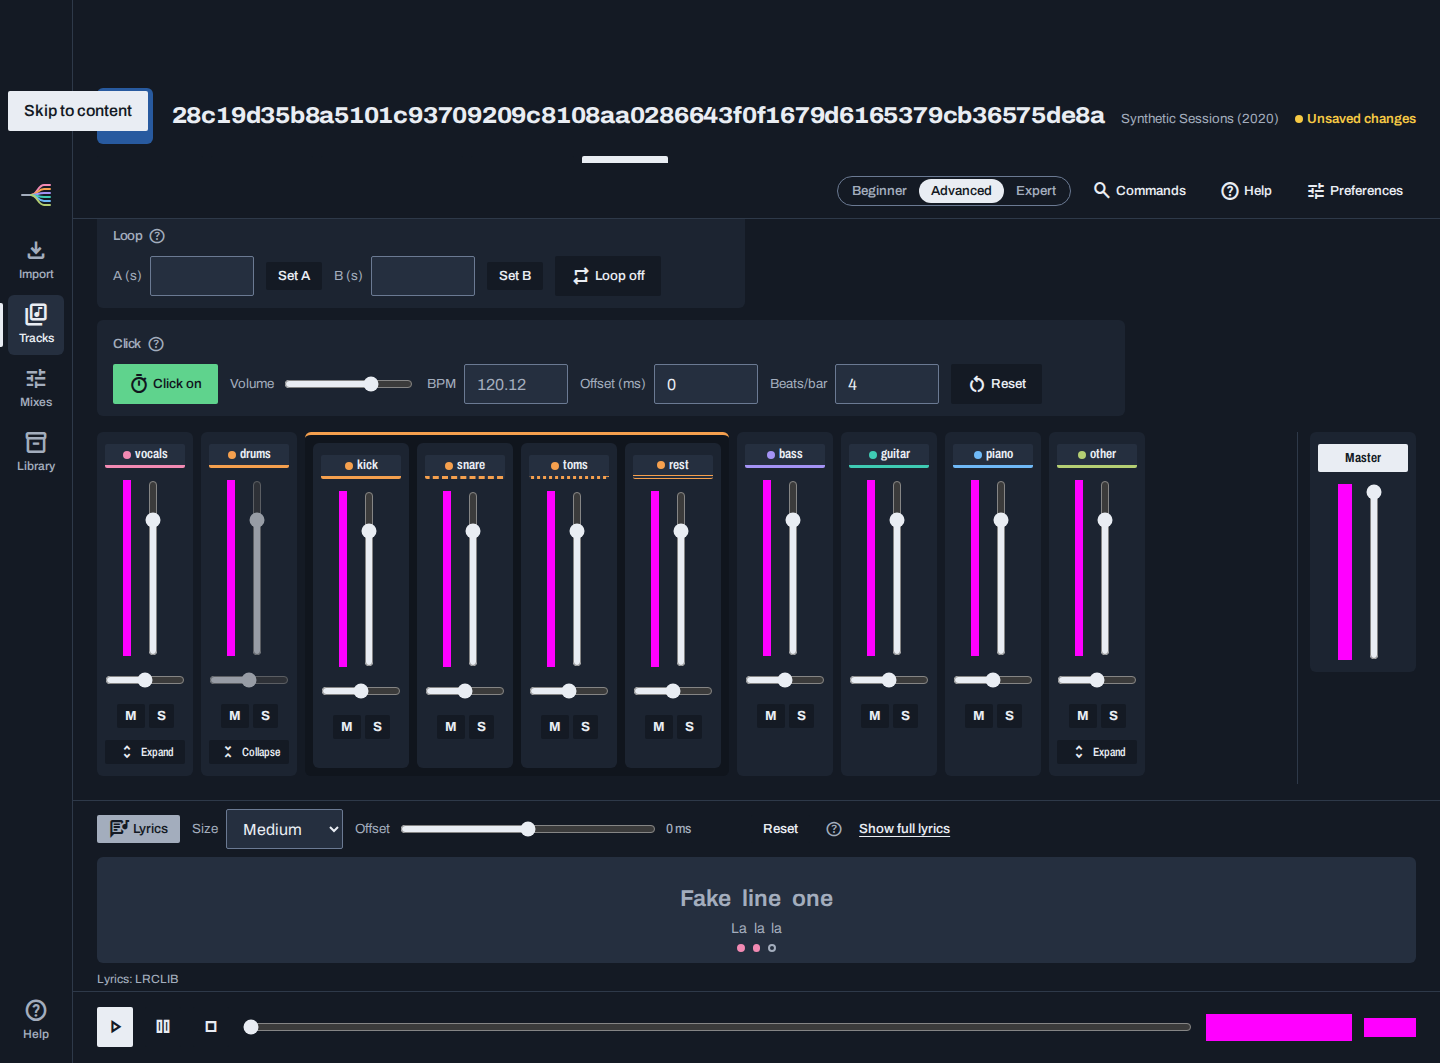 Skip to content
28c19d35b8a5101c93709209c8108aa0286643f0f1679d6165379cb36575de8a
Synthetic Sessions (2020)
Unsaved changes
Beginner Advanced Expert
Commands
Help
Preferences
Import
Tracks
Mixes
Library
Help
Loop ?
A (s)
Set A
B (s)
Set B
Loop off
Click ?
Click on
Volume
BPM 120.12
Offset (ms) 0
Beats/bar 4
Reset
vocals drums kick snare toms rest bass guitar piano other Master
M S M S M S M S M S M S M S M S M S M S
Expand Collapse Expand
Lyrics Size Medium Offset 0 ms Reset ? Show full lyrics
Fake line one
La la la
Lyrics: LRCLIB